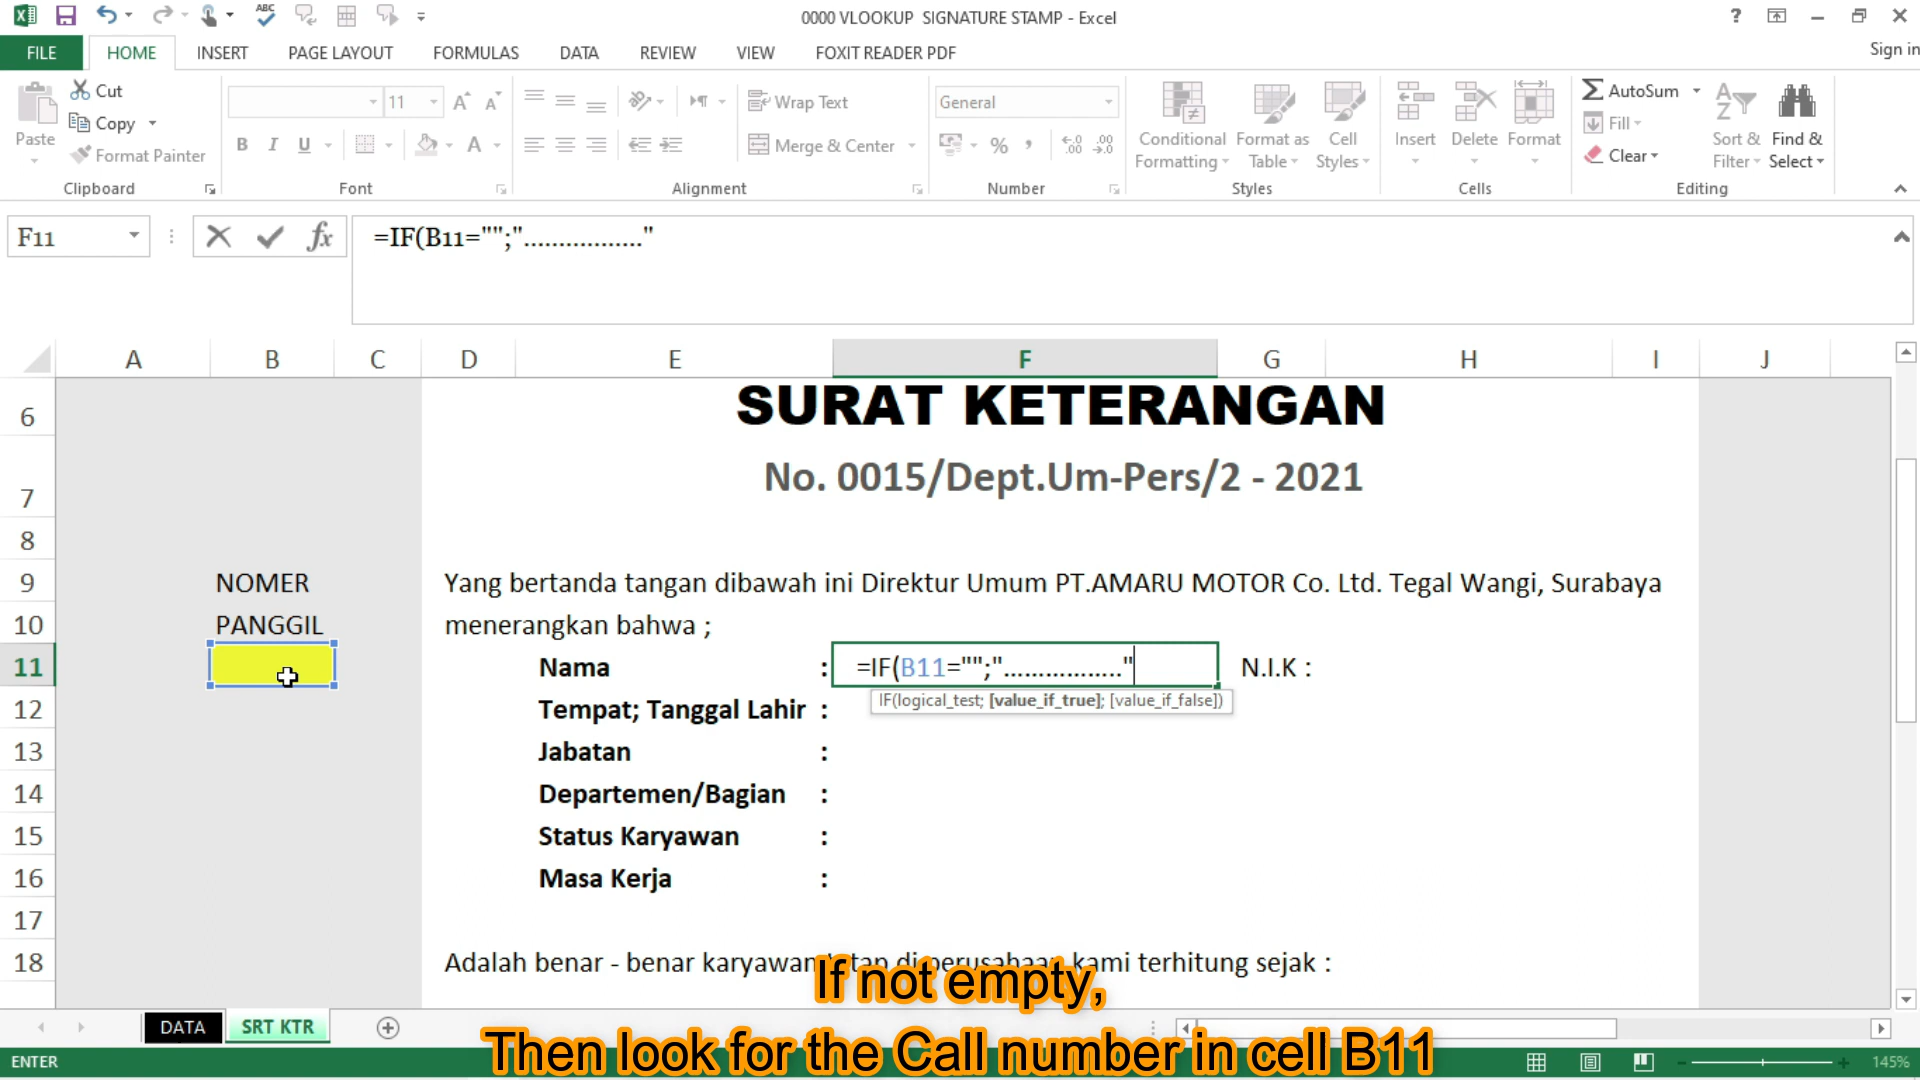 0000 VLOOKUP  SIGNATURE STAMP - Excel
?
Sign in
FILE HOME INSERT PAGE LAYOUT FORMULAS DATA REVIEW VIEW FOXIT READER PDF
Paste
Cut
Copy
Format Painter
Clipboard
11
B I U
Font
Wrap Text
Merge & Center
Alignment
General
%
Number
Conditional Formatting
Format as Table
Cell Styles
Styles
Insert
Delete
Format
Cells
AutoSum
Fill
Clear
Sort & Filter
Find & Select
Editing
F11
fx
=IF(B11="";"................."
A B C D E F G H I J
6
SURAT KETERANGAN
7
No. 0015/Dept.Um-Pers/2 - 2021
8
9 NOMER Yang bertanda tangan dibawah ini Direktur Umum PT.AMARU MOTOR Co. Ltd. Tegal Wangi, Surabaya
10 PANGGIL menerangkan bahwa ;
11 Nama : =IF(B11="";"................." N.I.K :
IF(logical_test; [value_if_true]; [value_if_false])
12 Tempat; Tanggal Lahir :
13 Jabatan :
14 Departemen/Bagian :
15 Status Karyawan :
16 Masa Kerja :
17
18 Adalah benar - benar karyawan tetap di perusahaan kami terhitung sejak :
If not empty,
Then look for the Call number in cell B11
DATA SRT KTR
ENTER
145%